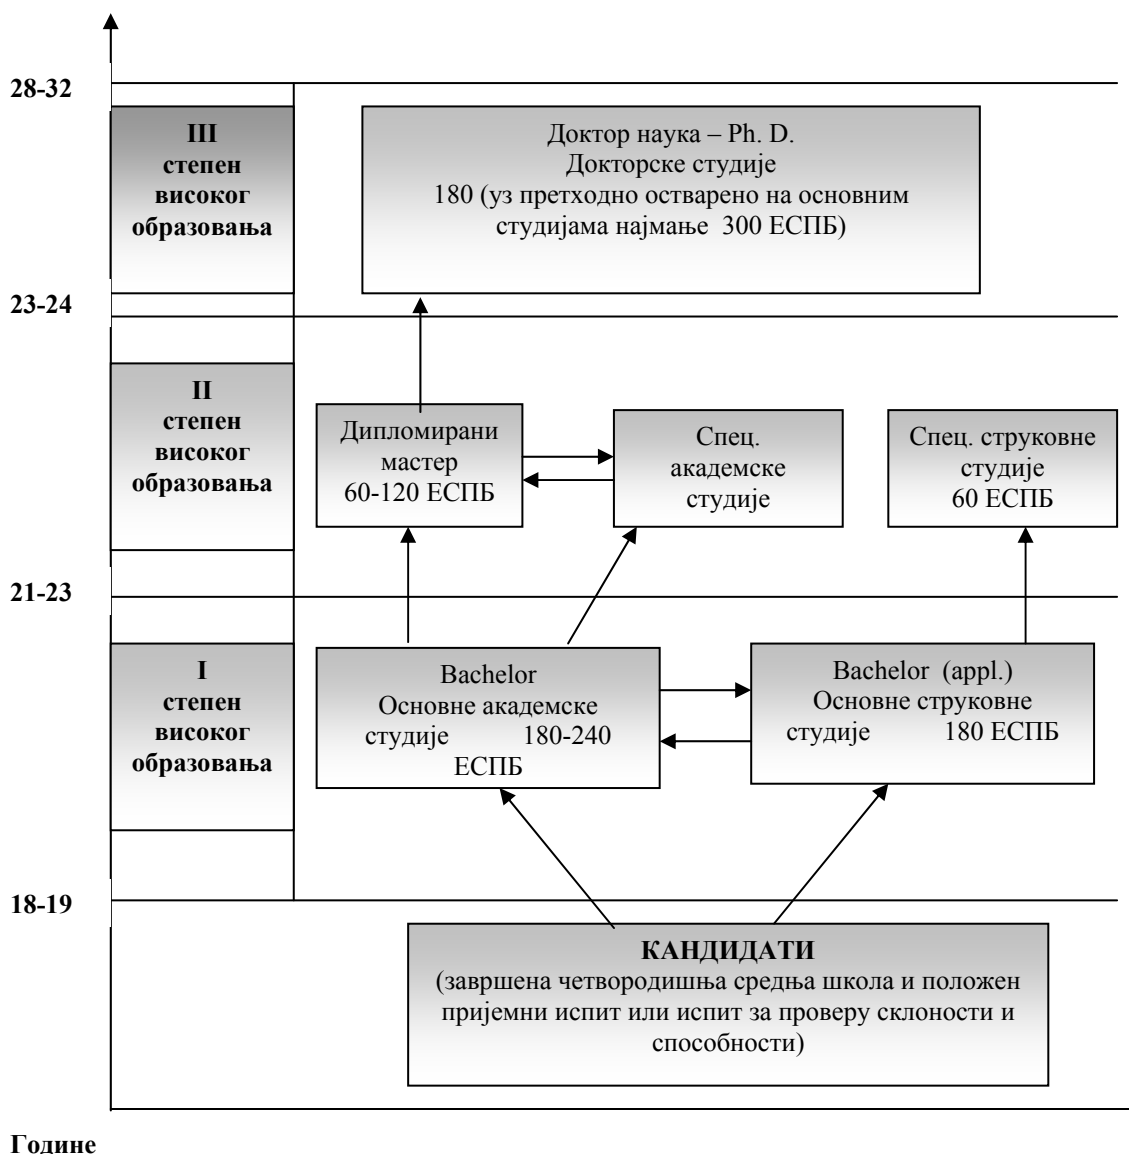 28-32
III
степен
високог
образовања
Доктор наука – Ph. D.
Докторске студије
180 (уз претходно остварено на основним
студијама најмање 300 ЕСПБ)
23-24
II
степен
високог
образовања
Дипломирани
мастер
60-120 ЕСПБ
Спец.
академске
студије
Спец. струковне
студије
60 ЕСПБ
21-23
I
степен
високог
образовања
Bachelor
Основне академске
студије 180-240
ЕСПБ
Bachelor (appl.)
Основне струковне
студије 180 ЕСПБ
18-19
КАНДИДАТИ
(завршена четвородишња средња школа и положен
пријемни испит или испит за проверу склоности и
способности)
Године